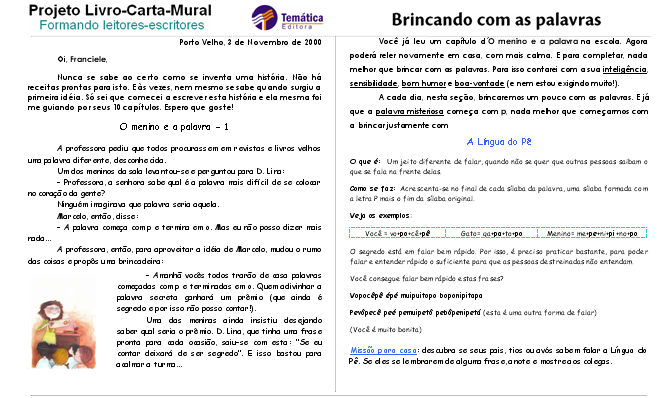 Projeto Livro-Carta-Mural
Formando leitores-escritores
Temática
Editora
Brincando com as palavras
Porto Velho, 3 de Novembro de 2000
Oi, Franciele,
Nunca se sabe ao certo como se inventa uma história. Não há
receitas prontas para isto. E às vezes, nem mesmo se sabe quando surgiu a
primeira idéia. Só sei que comecei a escrever esta história e ela mesma foi
me guiando por seus 10 capítulos. Espero que goste!
O menino e a palavra - 1
A professora pediu que todos procurassem em revistas e livros
uma palavra diferente, desconhecida.
Um dos meninos da sala levantou-se e perguntou para D. Lina:
- Professora, a senhora sabe qual é a palavra mais difícil de se colocar
no coração da gente?
Ninguém imaginava que palavra seria aquela.
Marcelo, então, disse:
- A palavra começa com p e termina em o. Mas eu não posso dizer mais
nada...
A professora, então, para aproveitar a idéia de Marcelo, mudou o rumo
das coisas e propôs uma brincadeira:
- Amanhã vocês todos trarão de casa palavras
começadas com p e terminadas em o. Quem adivinhar a
palavra secreta ganhará um prêmio (que ainda é
segredo e por isso não posso contar!).
Uma das meninas ainda insistiu desejando
saber qual seria o prêmio. D. Lina, que tinha uma frase
pronta para cada ocasião, saiu-se com esta: "Se eu
contar deixará de ser segredo". E isso bastou para
acalmar a turma...
Você já leu um capítulo d'O menino e a palavra na escola. Agora
poderá reler novamente em casa, com mais calma. E para completar, nada
melhor que brincar com as palavras. Para isso contarei com a sua inteligência,
sensibilidade, bom humor e boa-vontade (e nem estou exigindo muito!).
A cada dia, nesta seção, brincaremos um pouco com as palavras. E já
que a palavra misteriosa começa com p, nada melhor que começarmos com
a brincar justamente com
A Língua do Pê
O que é: Um jeito diferente de falar, quando não se quer que outras pessoas saibam o
que se fala na frente delas.
Como se faz: Acrescenta-se no final de cada sílaba da palavra, uma sílaba formada com
a letra P mais o fim da sílaba original.
Veja os exemplos:
Você = vo+po+cê+pê Gato= ga+pa+to+po Menino= me+pe+ni+pi+no+po
O segredo está em falar bem rápido. Por isso, é preciso praticar bastante, para poder
falar e entender rápido o suficiente para que as pessoas destreinadas não entendam.
Você consegue falar bem rápido estas frases?
Vopocêpê épé muipuitopo boponipitopa
Pevôpecê peé pemuipetô pebôpenipetá (esta é uma outra forma de falar)
(Você é muito bonita)
Missão para casa: descubra se seus pais, tios ou avós sabem falar a Língua do
Pê. Se eles se lembrarem de alguma frase, anote e mostre aos colegas.